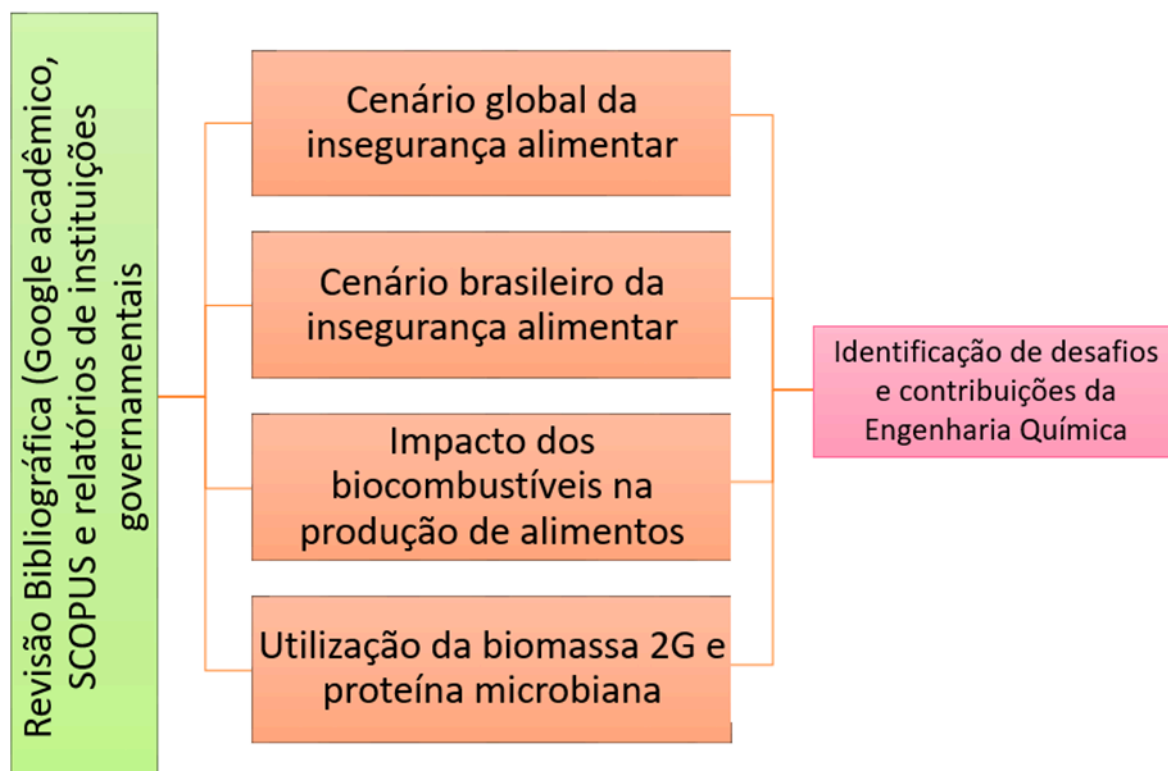 Revisão Bibliográfica (Google acadêmico,
SCOPUS e relatórios de instituições
governamentais
Cenário global da
insegurança alimentar
Cenário brasileiro da
insegurança alimentar
Impacto dos
biocombustíveis na
produção de alimentos
Utilização da biomassa 2G e
proteína microbiana
Identificação de desafios
e contribuições da
Engenharia Química